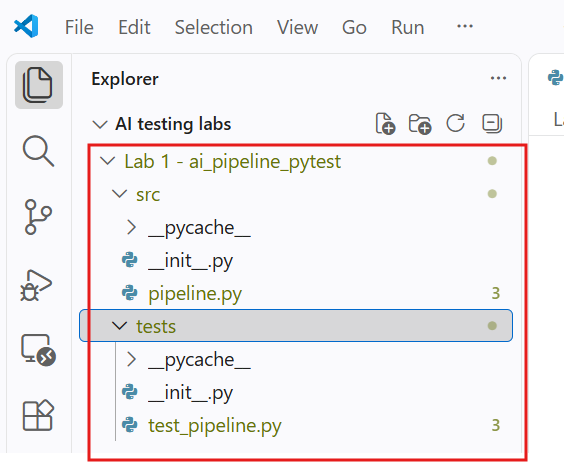 File Edit Selection View Go Run ···
Explorer ···
AI testing labs
Lab 1 - ai_pipeline_pytest
src
__pycache__
__init__.py
pipeline.py 3
tests
__pycache__
__init__.py
test_pipeline.py 3